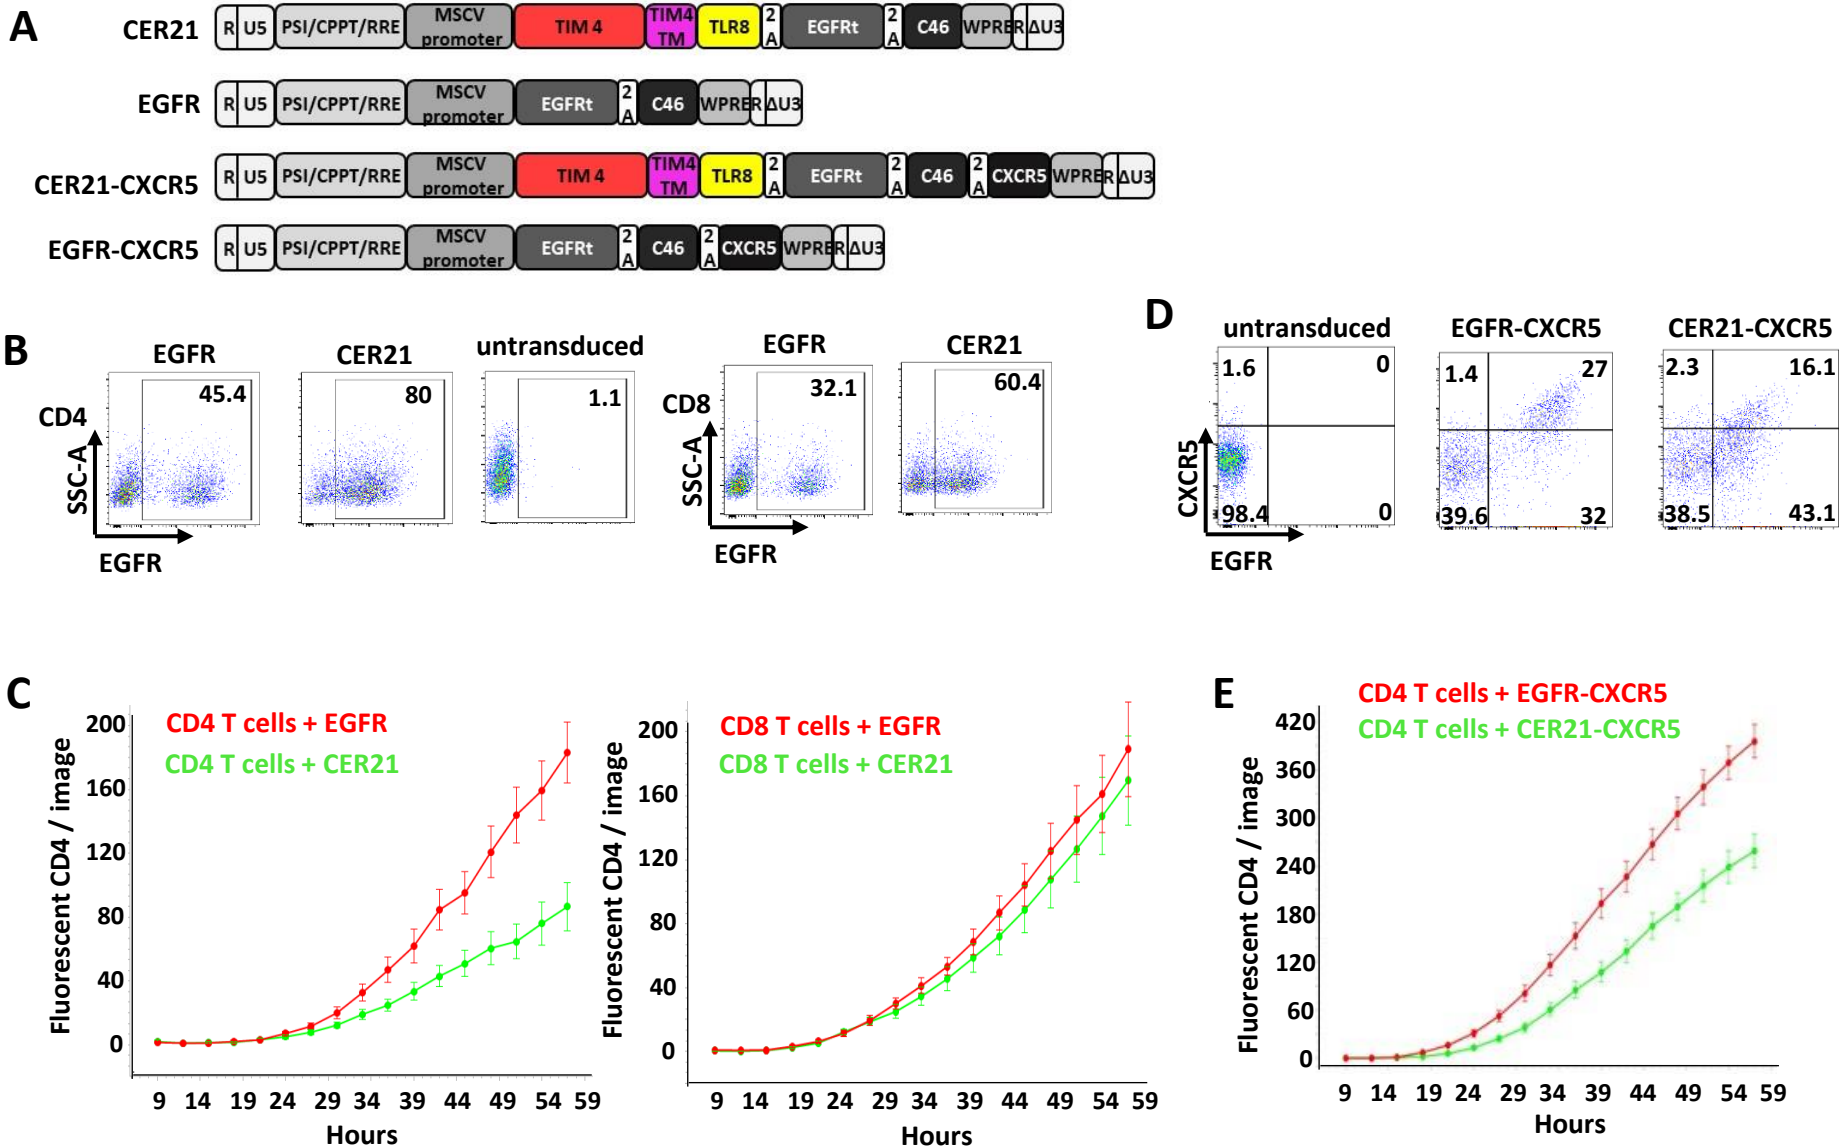 A
CER21
R U5 PSI/CPPT/RRE MSCV promoter TIM 4 TIM4 TM TLR8 2 A EGFRt 2 A C46 WPRE R ΔU3
EGFR
R U5 PSI/CPPT/RRE MSCV promoter EGFRt 2 A C46 WPRE R ΔU3
CER21-CXCR5
R U5 PSI/CPPT/RRE MSCV promoter TIM 4 TIM4 TM TLR8 2 A EGFRt 2 A C46 2 A CXCR5 WPRE R ΔU3
EGFR-CXCR5
R U5 PSI/CPPT/RRE MSCV promoter EGFRt 2 A C46 2 A CXCR5 WPRE R ΔU3
B
EGFR CER21 untransduced
CD4
SSC-A
45.4 80 1.1
EGFR
EGFR CER21
CD8
SSC-A
32.1 60.4
EGFR
D
untransduced EGFR-CXCR5 CER21-CXCR5
CXCR5
1.6 0
98.4 0
1.4 27
39.6 32
2.3 16.1
38.5 43.1
EGFR
C
CD4 T cells + EGFR
CD4 T cells + CER21
Fluorescent CD4 / image
200
160
120
80
40
0
9 14 19 24 29 34 39 44 49 54 59
Hours
CD8 T cells + EGFR
CD8 T cells + CER21
Fluorescent CD4 / image
200
160
120
80
40
0
9 14 19 24 29 34 39 44 49 54 59
Hours
E
CD4 T cells + EGFR-CXCR5
CD4 T cells + CER21-CXCR5
Fluorescent CD4 / image
420
360
300
240
180
120
60
0
9 14 19 24 29 34 39 44 49 54 59
Hours